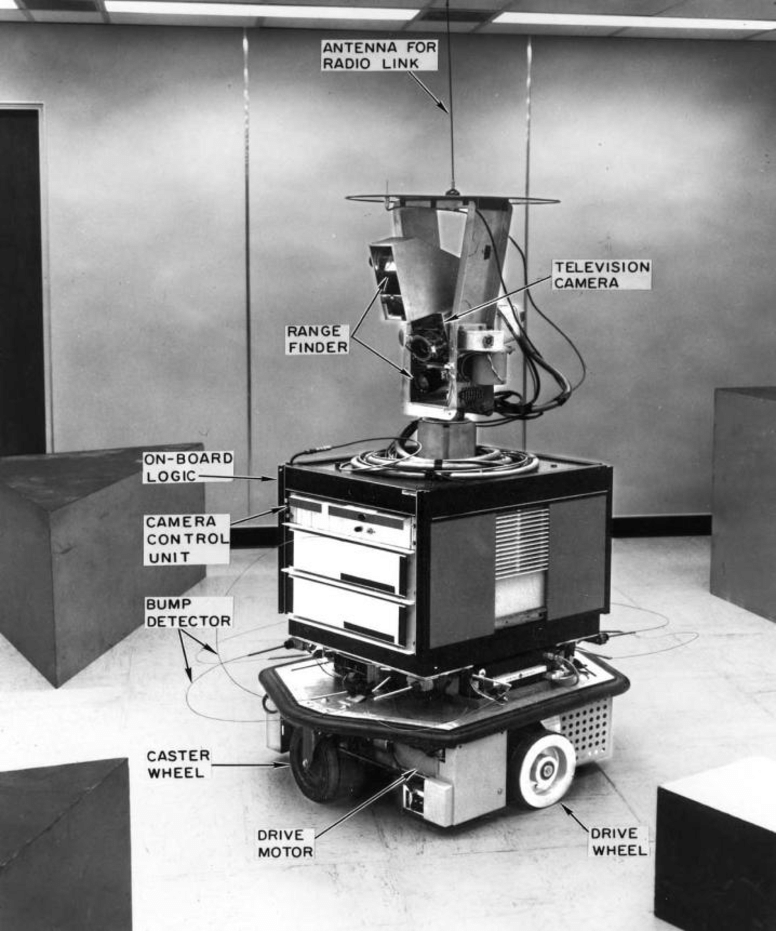 ANTENNA FOR
RADIO LINK
TELEVISION
CAMERA
RANGE
FINDER
ON-BOARD
LOGIC
CAMERA
CONTROL
UNIT
BUMP
DETECTOR
CASTER
WHEEL
DRIVE
MOTOR
DRIVE
WHEEL